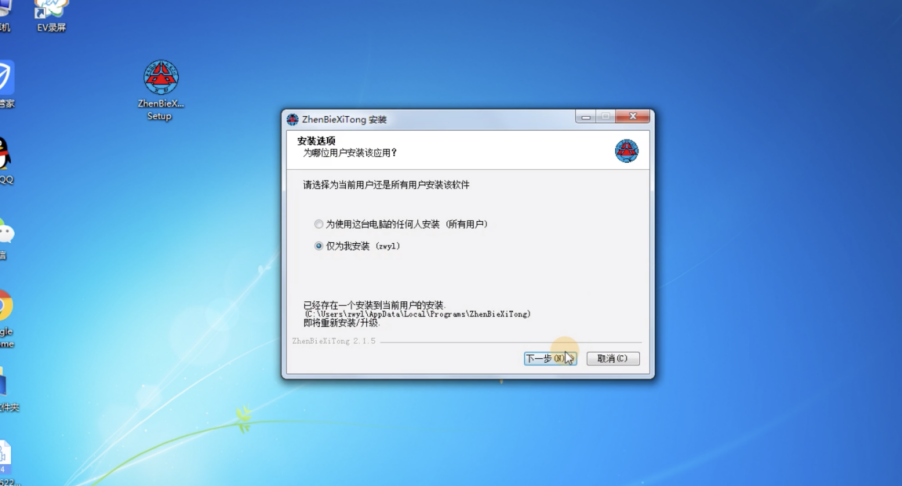 机
EV录屏
管家
ZhenBieX...
Setup
QQ
ZhenBieXiTong 安装
安装选项
为哪位用户安装该应用？
请选择为当前用户还是所有用户安装该软件
为使用这台电脑的任何人安装 (所有用户)
仅为我安装 (zwyl)
已经存在一个安装到当前用户的安装.
(C:\Users\zwyl\AppData\Local\Programs\ZhenBieXiTong)
即将重新安装/升级.
ZhenBieXiTong 2.1.5
下一步(N)
取消(C)